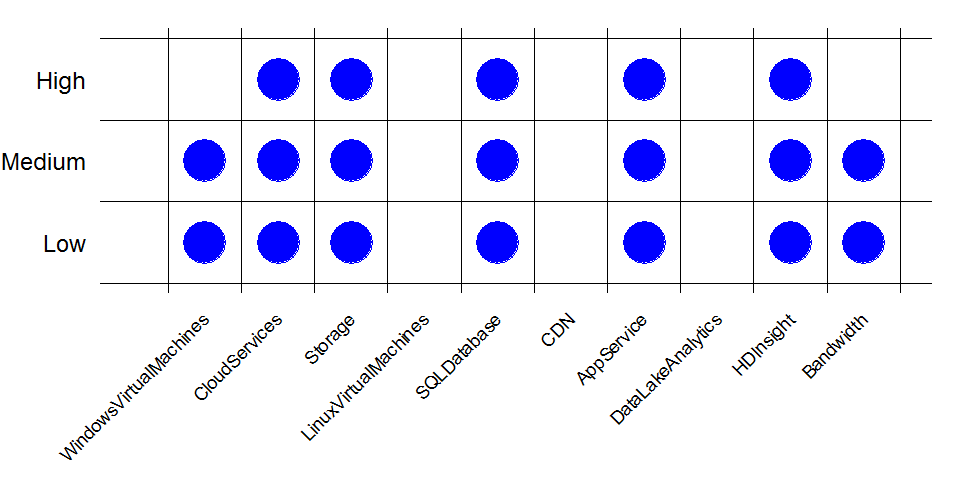 High
Medium
Low
WindowsVirtualMachines
CloudServices
Storage
LinuxVirtualMachines
SQLDatabase
CDN
AppService
DataLakeAnalytics
HDInsight
Bandwidth